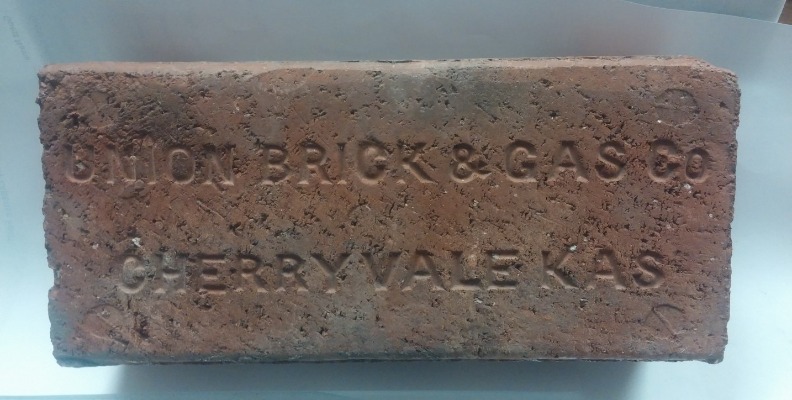 UNION BRICK & GAS Co
CHERRYVALE KAS